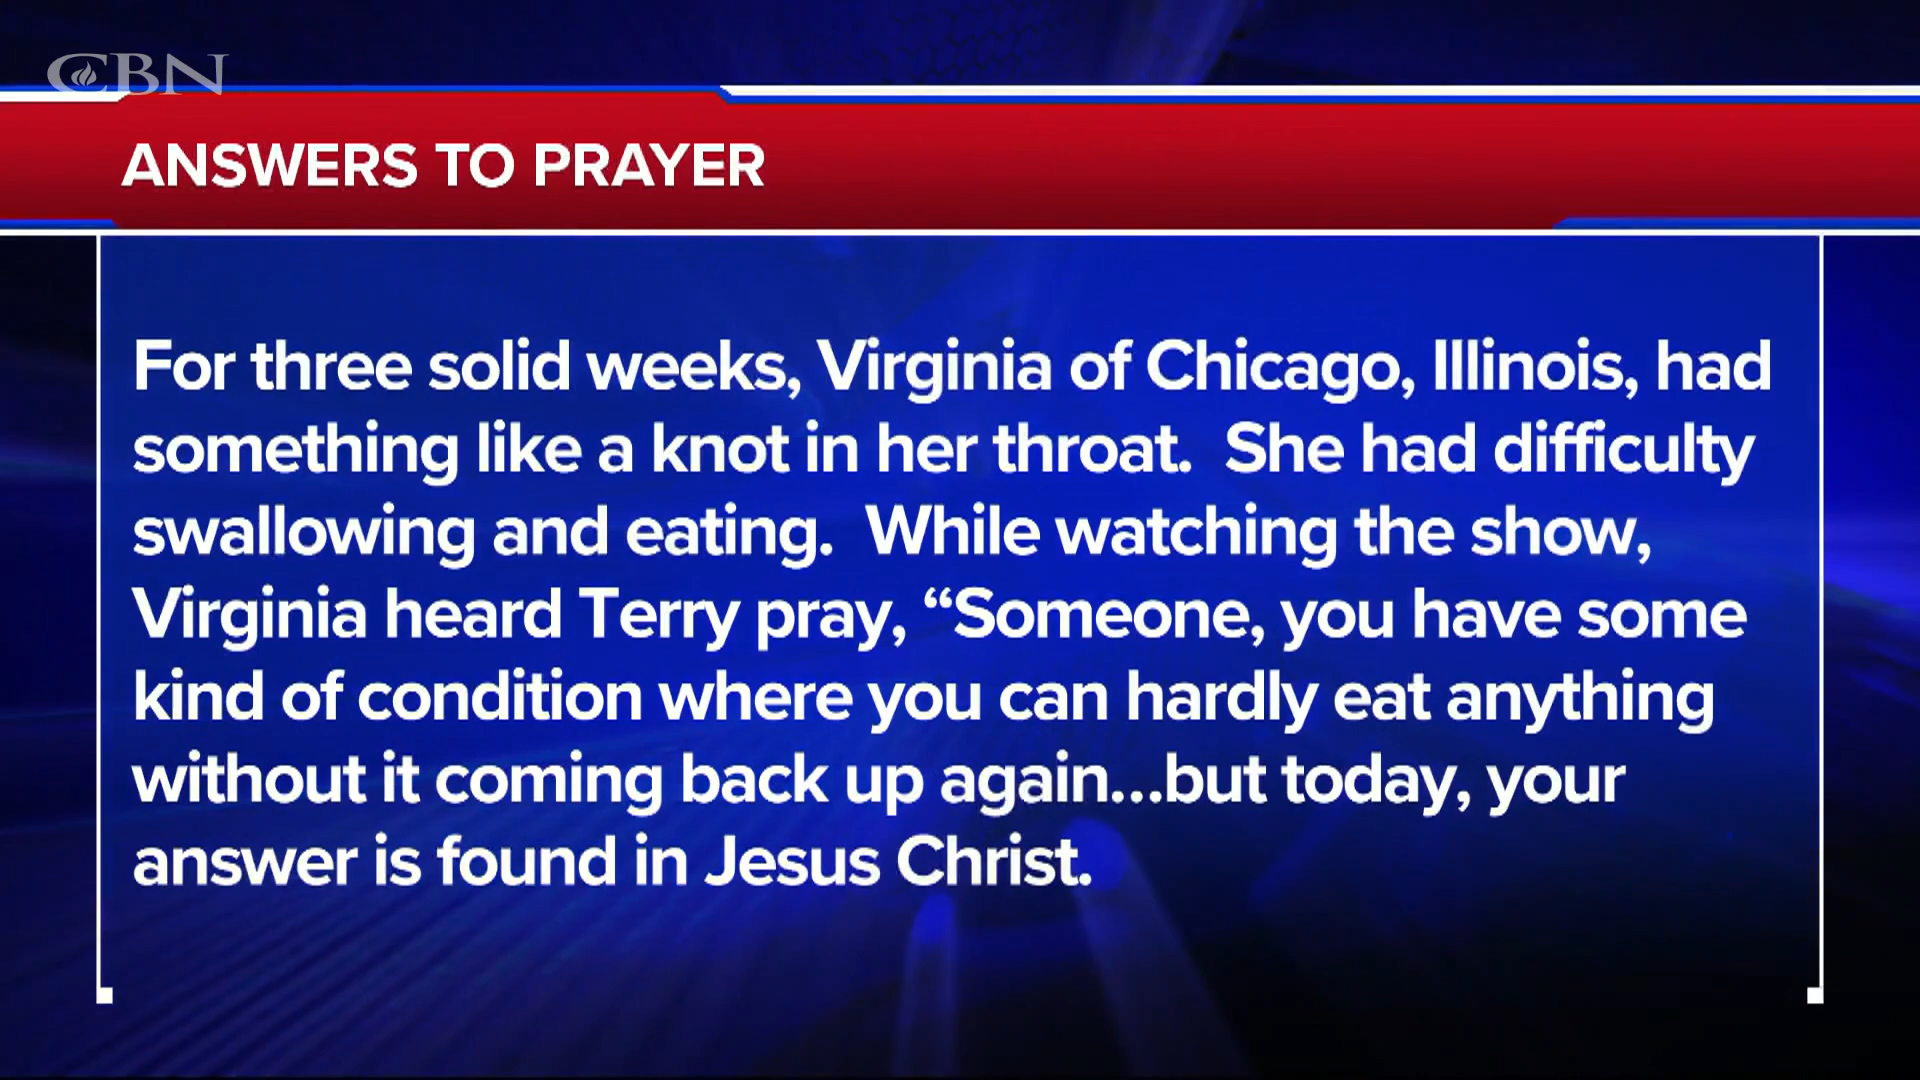 CBN
ANSWERS TO PRAYER
For three solid weeks, Virginia of Chicago, Illinois, had
something like a knot in her throat.  She had difficulty
swallowing and eating.  While watching the show,
Virginia heard Terry pray, “Someone, you have some
kind of condition where you can hardly eat anything
without it coming back up again...but today, your
answer is found in Jesus Christ.